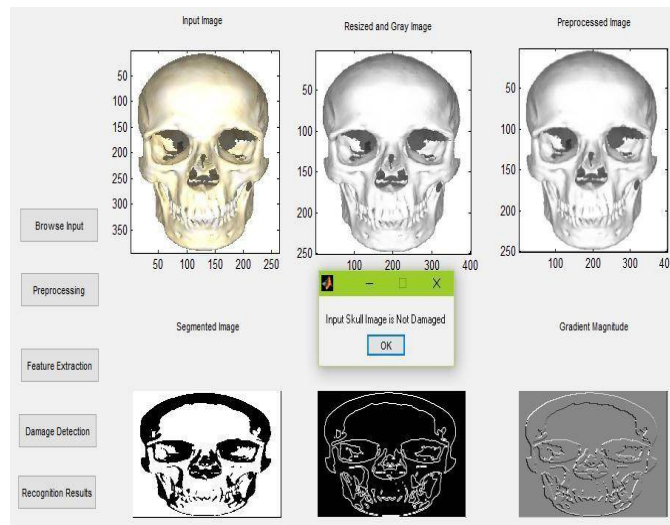 Input Image
Resized and Gray Image
Preprocessed Image
50
100
150
200
250
300
350
50 100 150 200 250
50
100
150
200
250
100 200 300 400
50
100
150
200
250
100 200 300 40
Browse Input
Preprocessing
Feature Extraction
Damage Detection
Recognition Results
Input Skull Image is Not Damaged
OK
Segmented Image
Gradient Magnitude